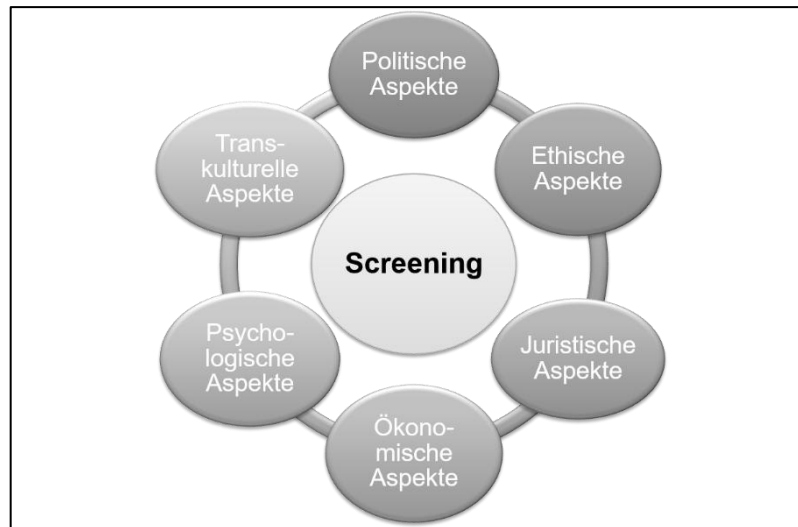 Politische
Aspekte
Ethische
Aspekte
Juristische
Aspekte
Ökono-
mische
Aspekte
Psycho-
logische
Aspekte
Trans-
kulturelle
Aspekte
Screening